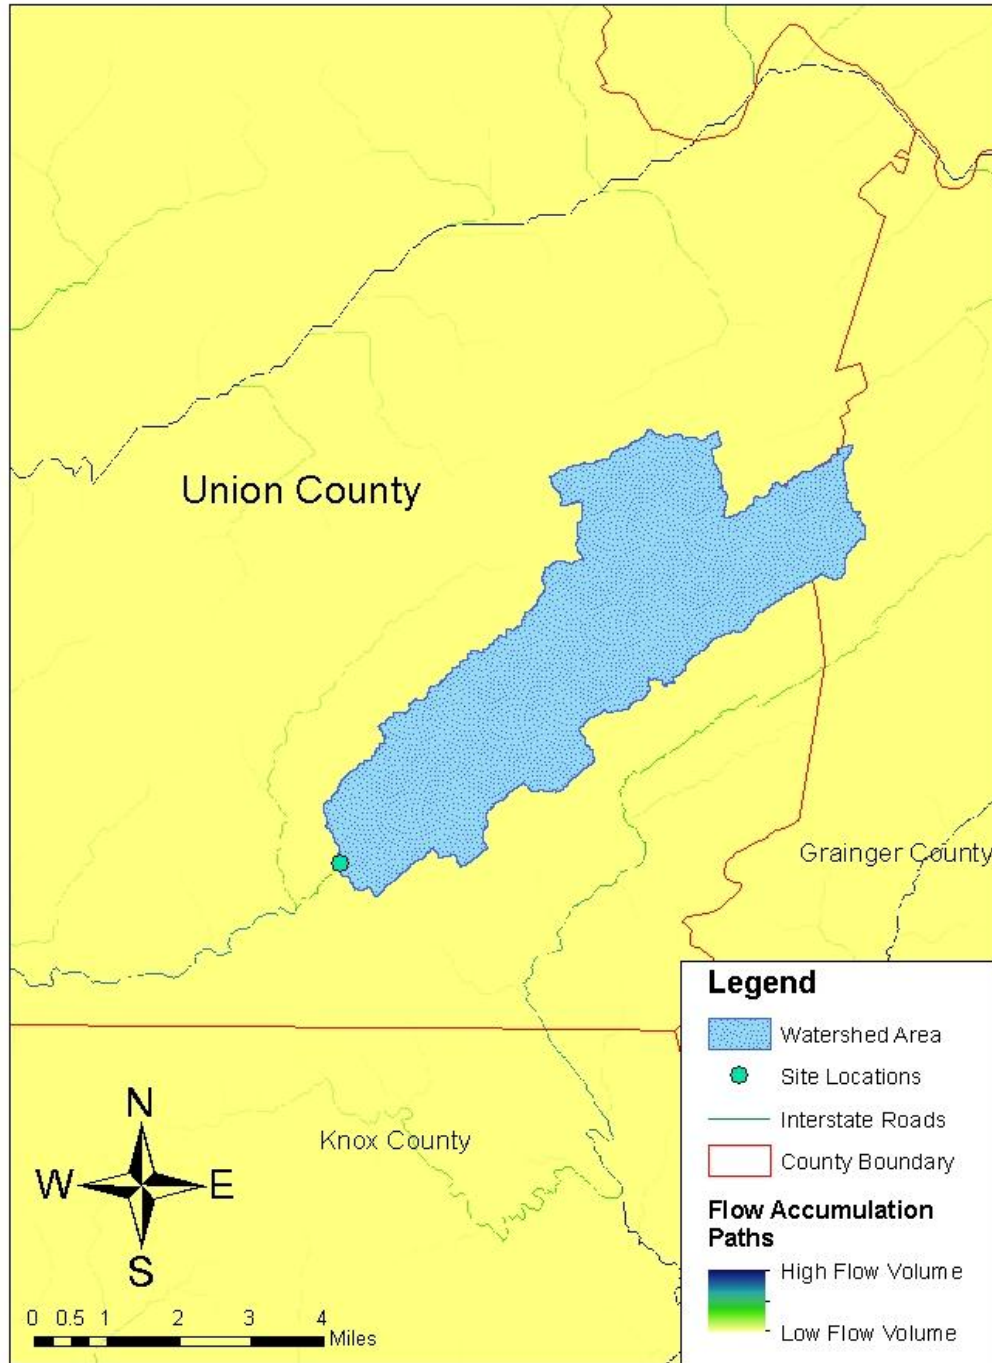 Union County
Grainger County
Legend
Watershed Area
Site Locations
Interstate Roads
County Boundary
Flow Accumulation
Paths
High Flow Volume
Low Flow Volume
Knox County
N
W E
S
0 0.5 1 2 3 4
Miles